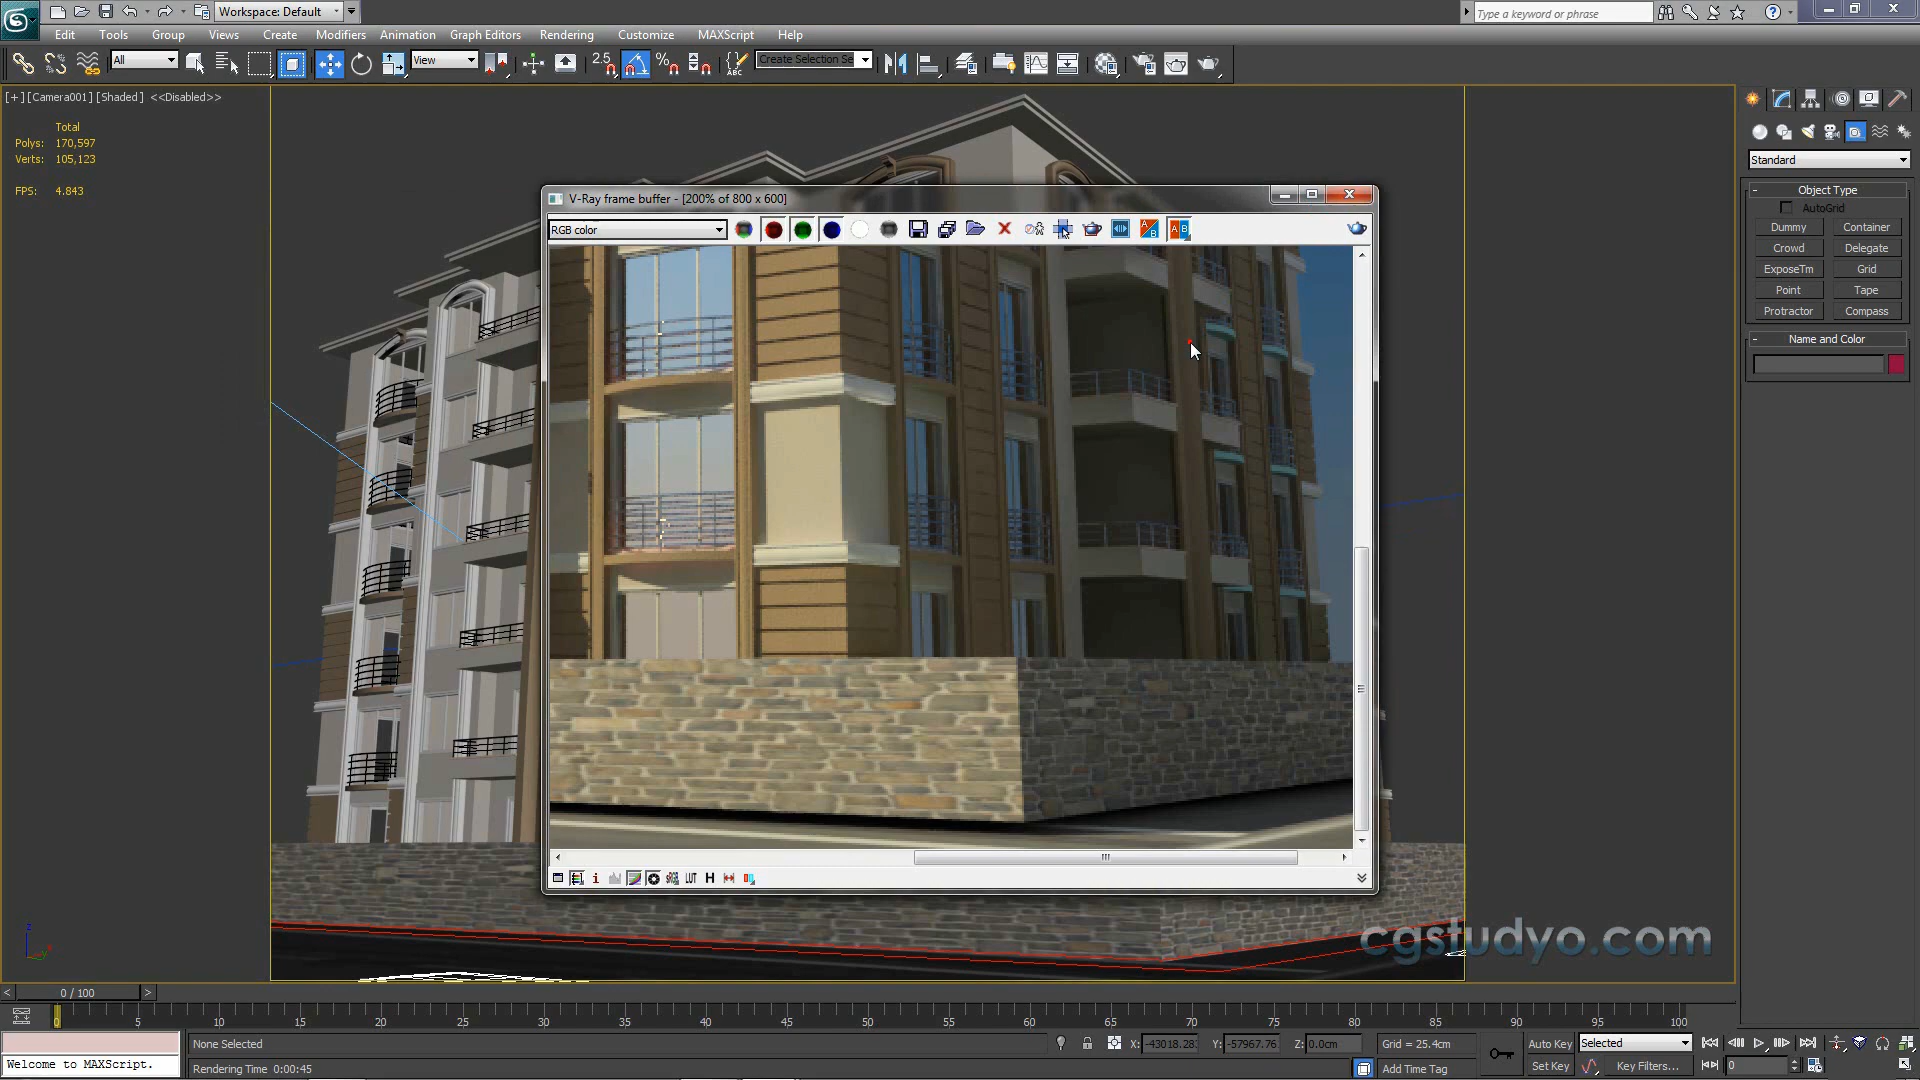 Workspace: Default
Type a keyword or phrase
Edit Tools Group Views Create Modifiers Animation Graph Editors Rendering Customize MAXScript Help
All
View
2.5
Create Selection Se
[+][Camera001][Shaded] <<Disabled>>
Total
Polys: 170,597
Verts: 105,123
FPS: 4.843
V-Ray frame buffer - [200% of 800 x 600]
RGB color
LUT H
Standard
Object Type
AutoGrid
Dummy Container
Crowd Delegate
ExposeTm Grid
Point Tape
Protractor Compass
Name and Color
cgstudyo.com
0 / 100
0 5 10 15 20 25 30 35 40 45 50 55 60 65 70 75 80 85 90 95 100
None Selected
X: -43018.28 Y: -57967.76 Z: 0.0cm Grid = 25.4cm
Auto Key Selected
Welcome to MAXScript.
Rendering Time 0:00:45
Add Time Tag
Set Key Key Filters... 0